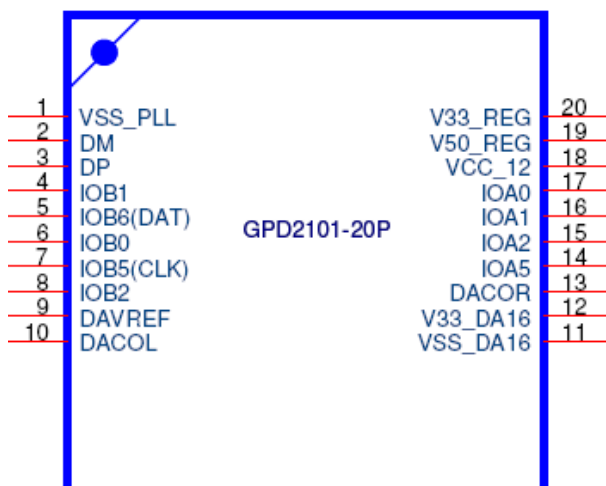 1 VSS_PLL V33_REG 20
2 DM V50_REG 19
3 DP VCC_12 18
4 IOB1 IOA0 17
5 IOB6(DAT) IOA1 16
GPD2101-20P
6 IOB0 IOA2 15
7 IOB5(CLK) IOA5 14
8 IOB2 DACOR 13
9 DAVREF V33_DA16 12
10 DACOL VSS_DA16 11